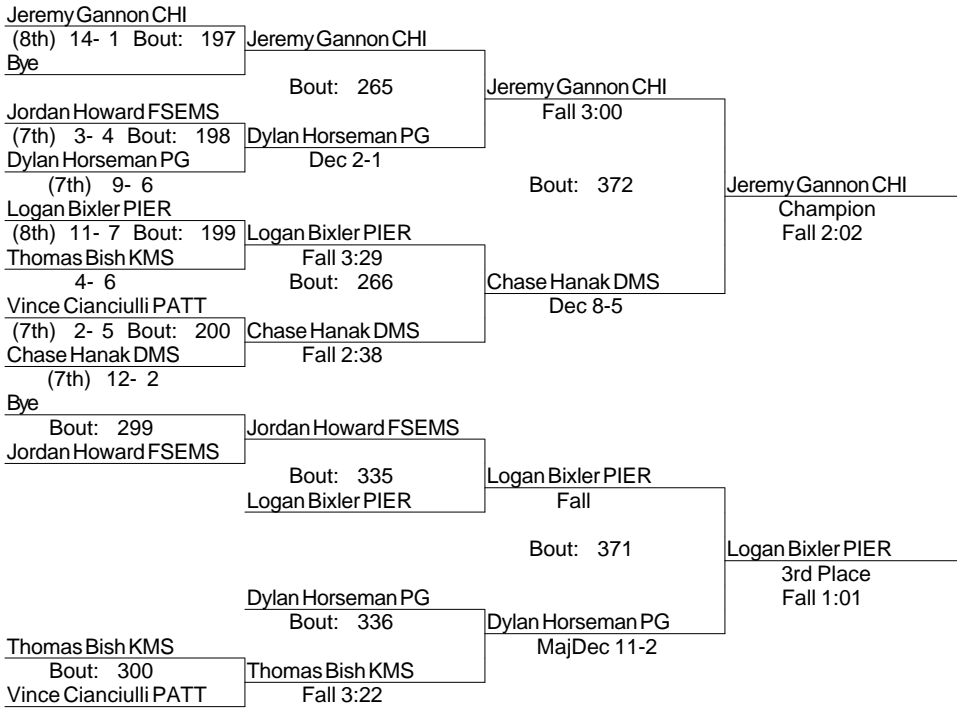 Jeremy Gannon CHI
(8th) 14- 1 Bout: 197 Jeremy Gannon CHI
Bye
Bout: 265 Jeremy Gannon CHI
Jordan Howard FSEMS Fall 3:00
(7th) 3- 4 Bout: 198 Dylan Horseman PG
Dylan Horseman PG Dec 2-1
(7th) 9- 6 Bout: 372 Jeremy Gannon CHI
Logan Bixler PIER Champion
(8th) 11- 7 Bout: 199 Logan Bixler PIER Fall 2:02
Thomas Bish KMS Fall 3:29
4- 6 Bout: 266 Chase Hanak DMS
Vince Cianciulli PATT Dec 8-5
(7th) 2- 5 Bout: 200 Chase Hanak DMS
Chase Hanak DMS Fall 2:38
(7th) 12- 2
Bye
Bout: 299 Jordan Howard FSEMS
Jordan Howard FSEMS
Bout: 335 Logan Bixler PIER
Logan Bixler PIER Fall
Bout: 371 Logan Bixler PIER
3rd Place
Dylan Horseman PG Fall 1:01
Bout: 336 Dylan Horseman PG
Thomas Bish KMS MajDec 11-2
Bout: 300 Thomas Bish KMS
Vince Cianciulli PATT Fall 3:22